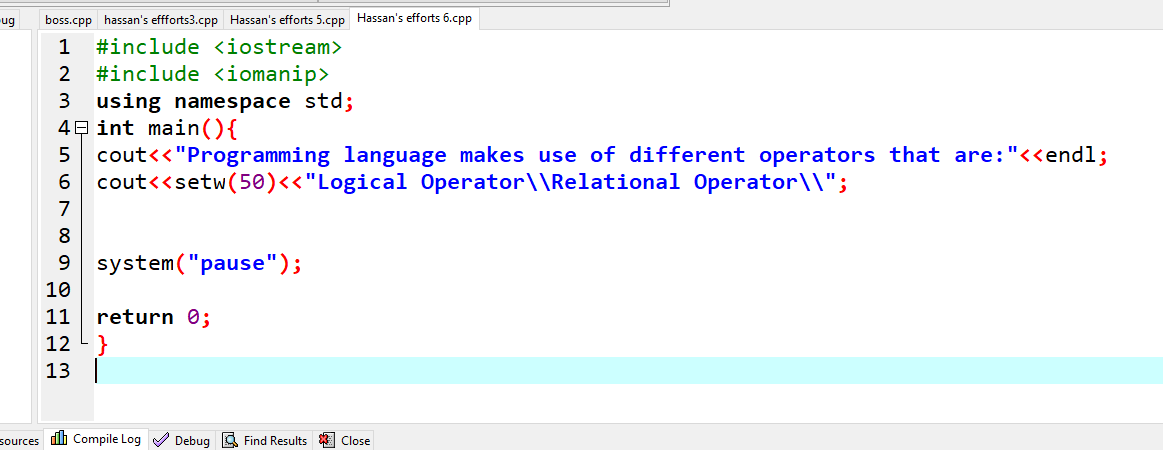 ug boss.cpp hassan's effforts3.cpp Hassan's efforts 5.cpp Hassan's efforts 6.cpp
1 #include <iostream>
2 #include <iomanip>
3 using namespace std;
4 int main(){
5 cout<<"Programming language makes use of different operators that are:"<<endl;
6 cout<<setw(50)<<"Logical Operator\\Relational Operator\\";
7
8
9 system("pause");
10
11 return 0;
12 }
13
sources Compile Log Debug Find Results Close